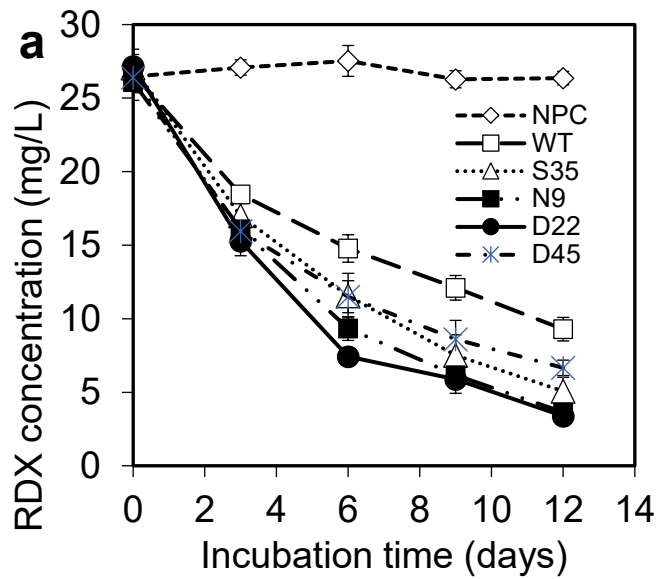 a
RDX concentration (mg/L)
30
25
20
15
10
5
0
NPC
WT
S35
N9
D22
D45
0 2 4 6 8 10 12 14
Incubation time (days)